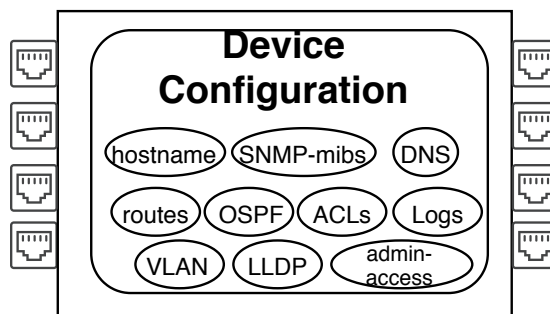 Device
Configuration
hostname SNMP-mibs DNS
routes OSPF ACLs Logs
VLAN LLDP admin-
access